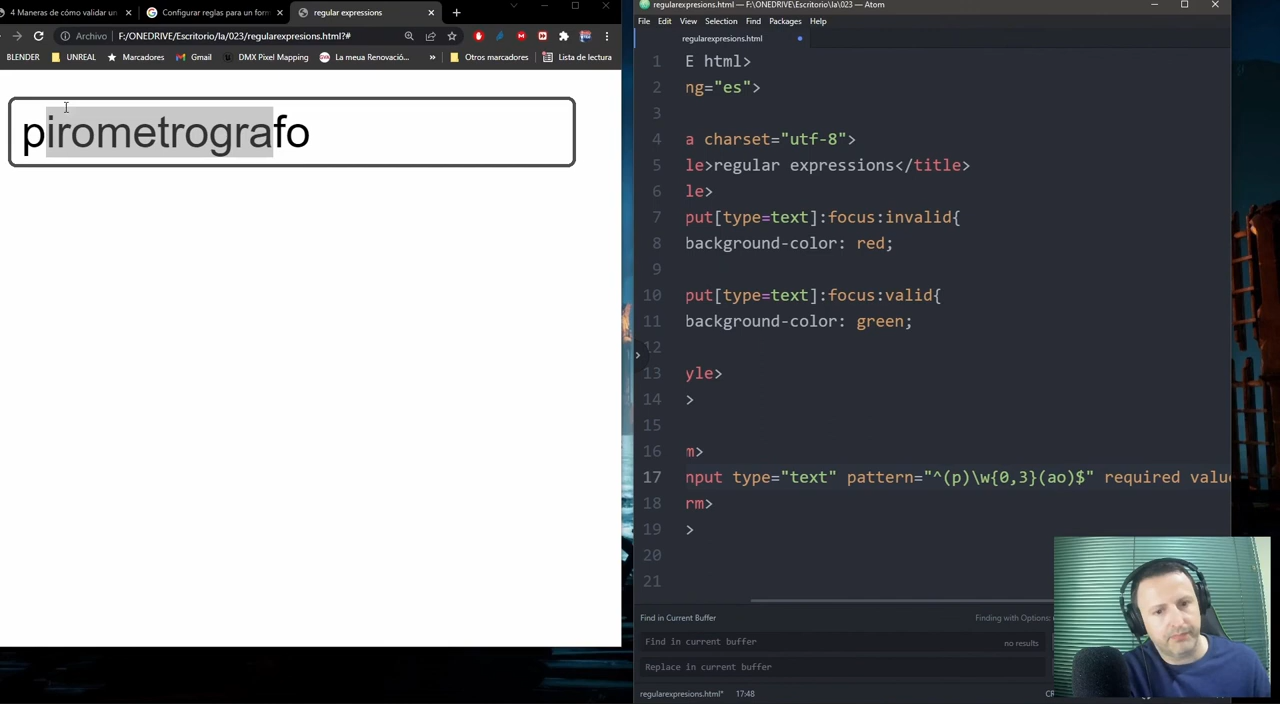 4 Maneras de cómo validar un
Configurar reglas para un form
regular expressions
Archivo F:/ONEDRIVE/Escritorio/Ia/023/regularexpresions.html?#
BLENDER UNREAL Marcadores Gmail DMX Pixel Mapping La meua Renovació... » Otros marcadores Lista de lectura
pirometrografo
regularexpresions.html — F:\ONEDRIVE\Escritorio\Ia\023 — Atom
File Edit View Selection Find Packages Help
regularexpresions.html
1 E html>
2 ng="es">
3
4 a charset="utf-8">
5 le>regular expressions</title>
6 le>
7 put[type=text]:focus:invalid{
8 background-color: red;
9
10 put[type=text]:focus:valid{
11 background-color: green;
12
13 yle>
14 >
15
16 m>
17 nput type="text" pattern="^(p)\w{0,3}(ao)$" required valu
18 rm>
19 >
20
21
Find in Current Buffer Finding with Options:
Find in current buffer no results
Replace in current buffer
regularexpresions.html* 17:48 CR